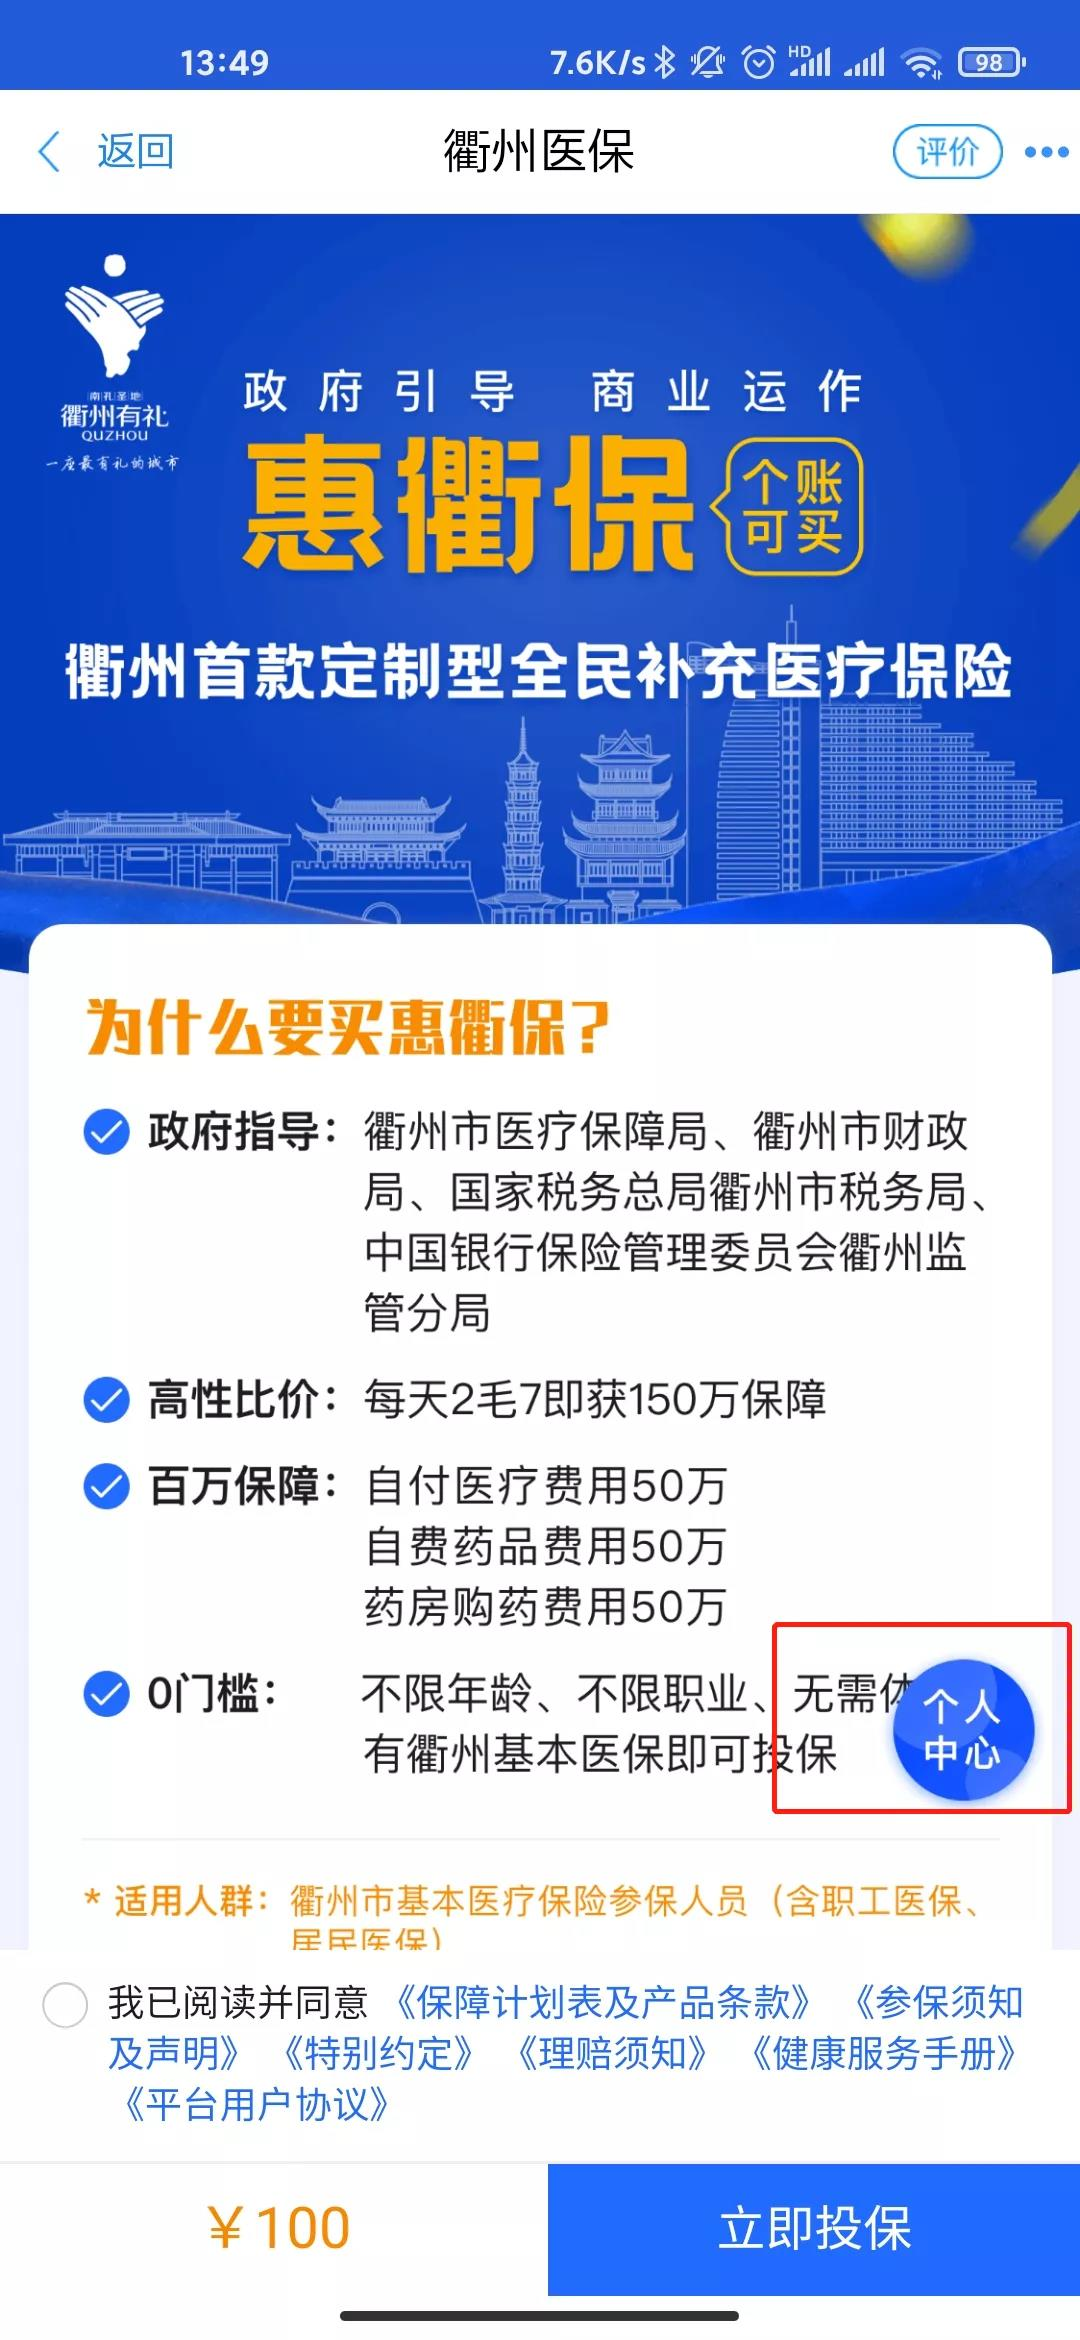 13:49 7.6K/s HD 98
返回 衢州医保 评价
南孔圣地
衢州有礼
QUZHOU
一座最有礼的城市
政府引导 商业运作
惠衢保 个账可买
衢州首款定制型全民补充医疗保险
为什么要买惠衢保？
政府指导： 衢州市医疗保障局、衢州市财政
局、国家税务总局衢州市税务局、
中国银行保险管理委员会衢州监
管分局
高性比价： 每天2毛7即获150万保障
百万保障： 自付医疗费用50万
自费药品费用50万
药房购药费用50万
0门槛： 不限年龄、不限职业、无需体
有衢州基本医保即可投保
个人
中心
* 适用人群： 衢州市基本医疗保险参保人员（含职工医保、
居民医保）
我已阅读并同意 《保障计划表及产品条款》 《参保须知
及声明》 《特别约定》 《理赔须知》 《健康服务手册》
《平台用户协议》
￥100 立即投保